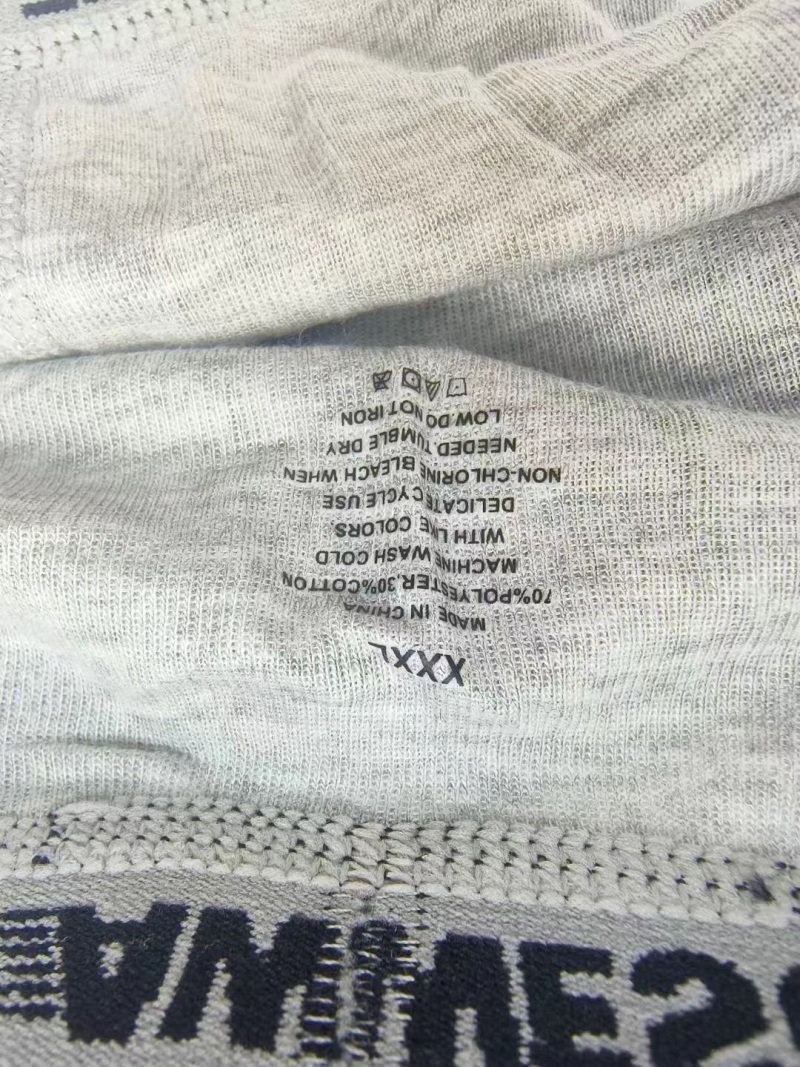 XXXL
MADE IN CHINA
70%POLYESTER.30%COTTON
MACHINE WASH COLD
WITH LIKE COLORS.
DELICATE CYCLE USE
NON-CHLORINE BLEACH WHEN
NEEDED.TUMBLE DRY
LOW.DO NOT IRON